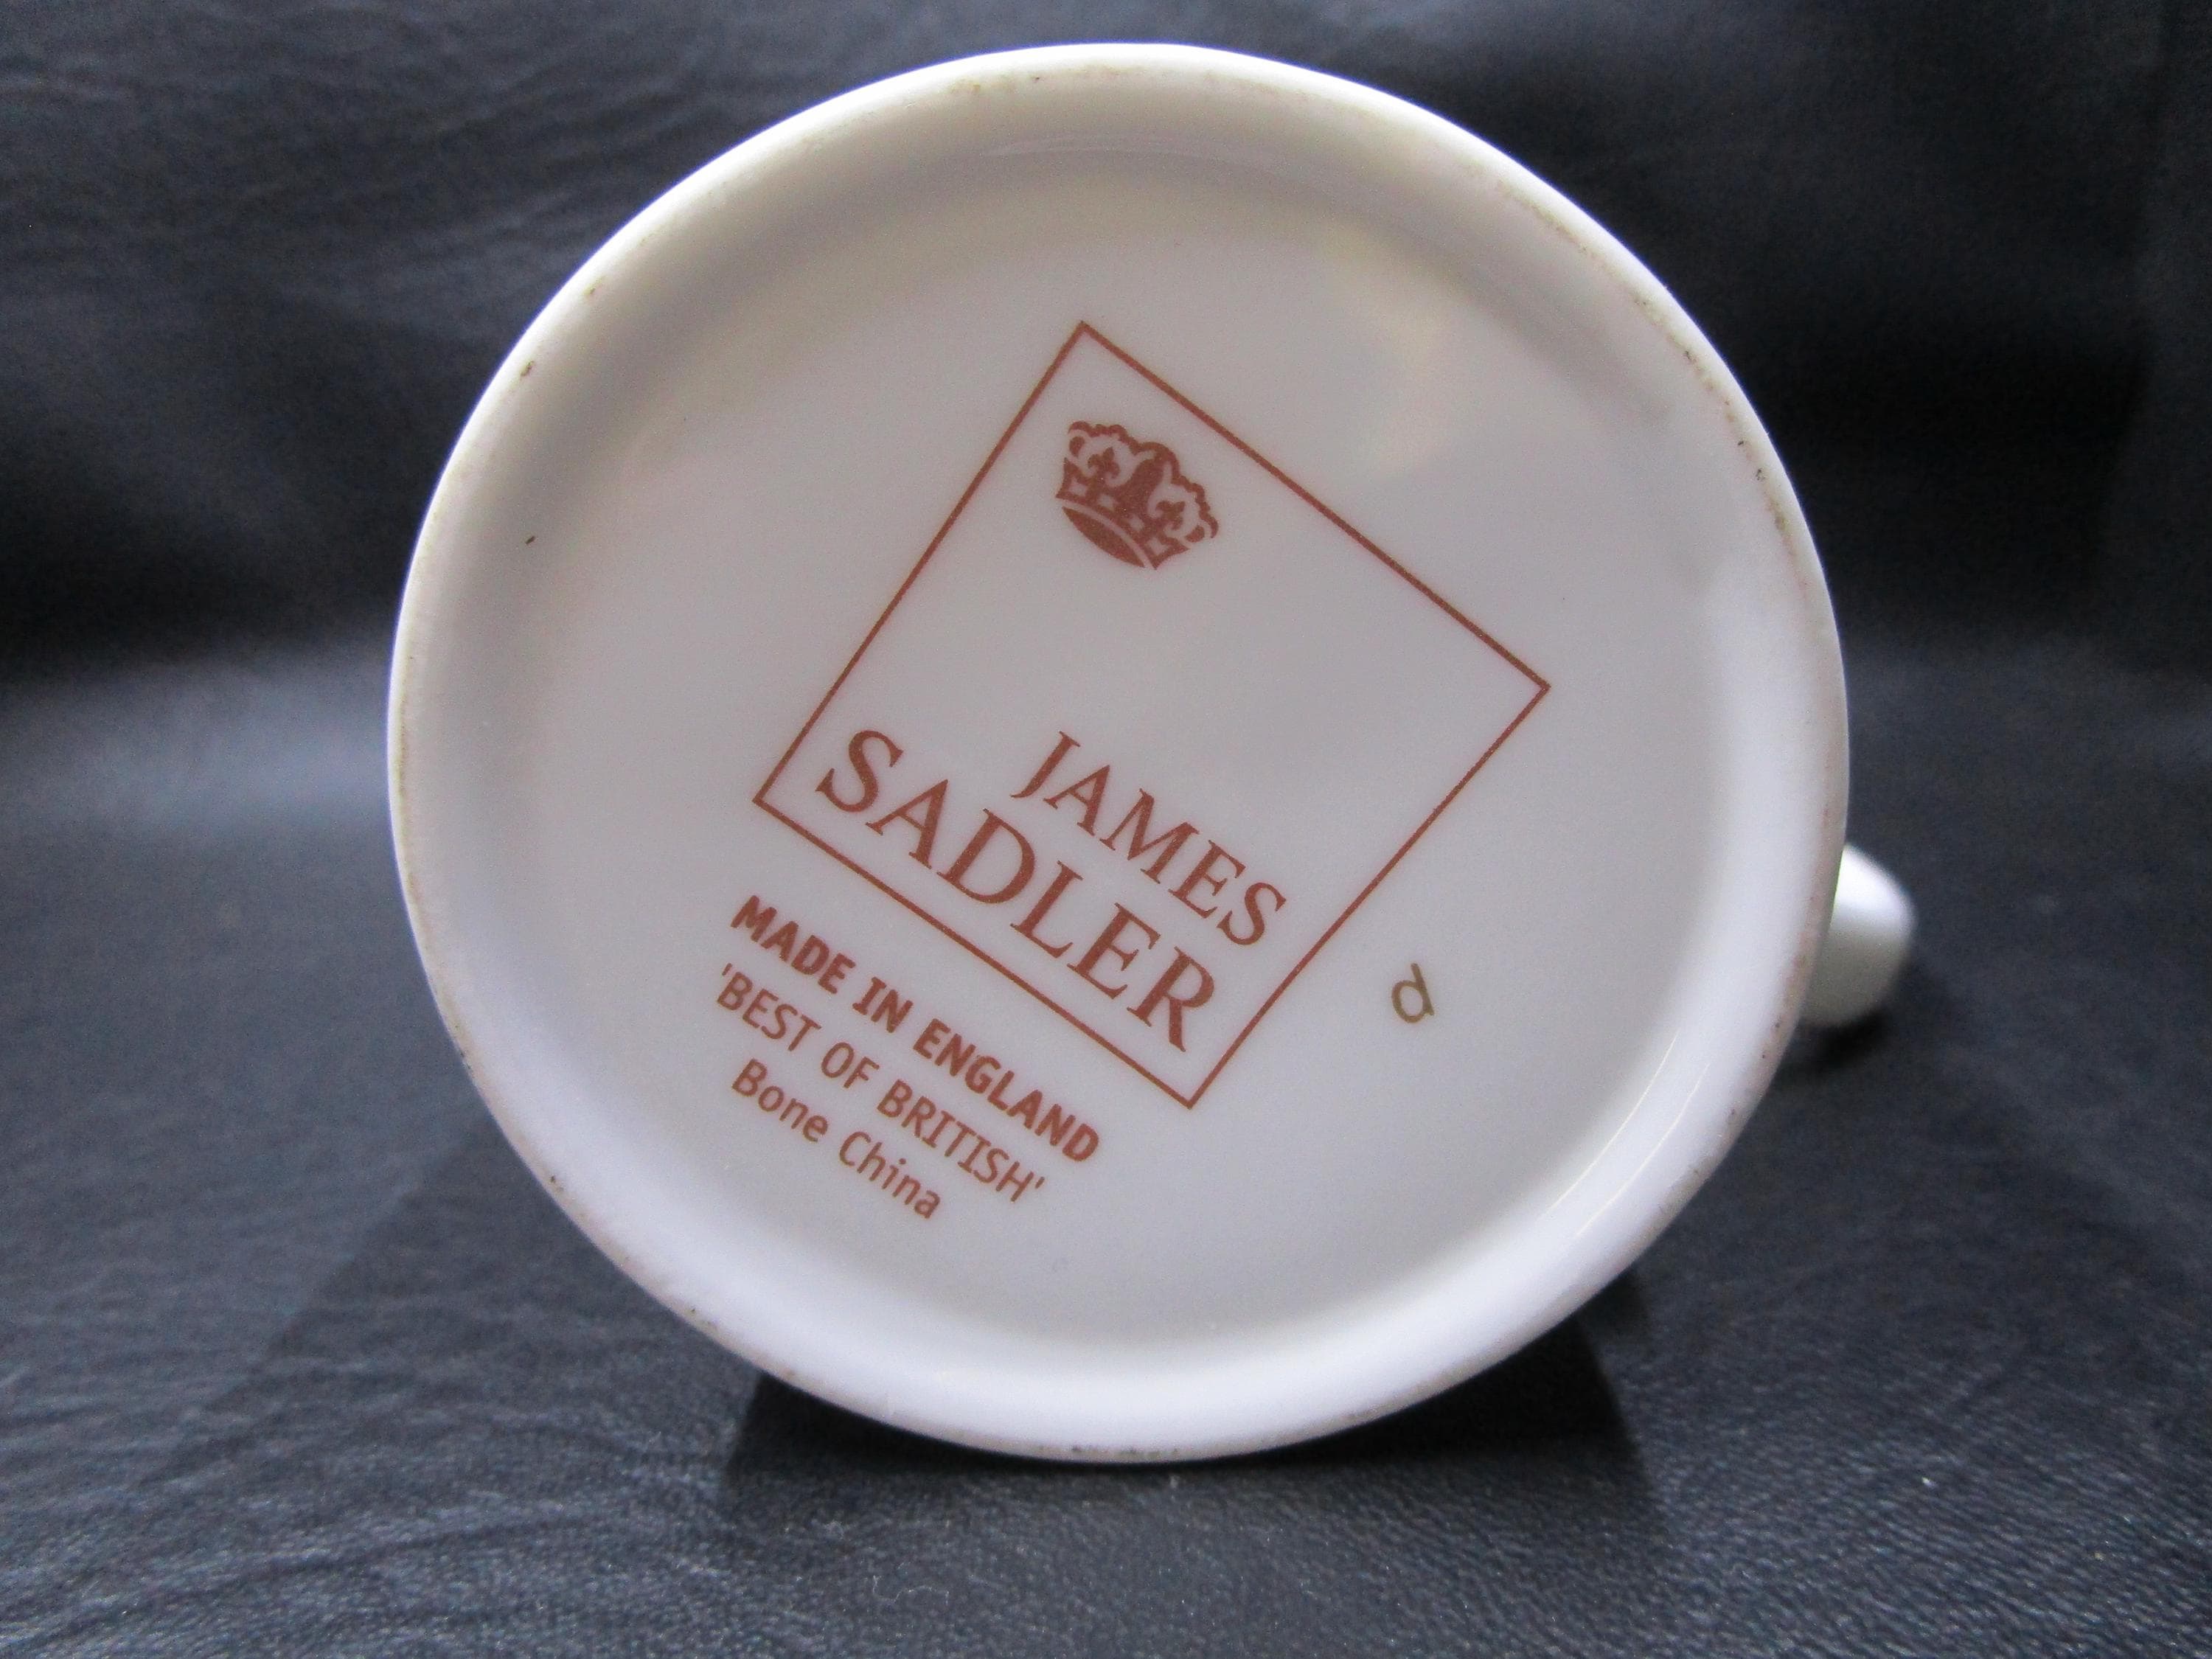 JAMES
SADLER
MADE IN ENGLAND
'BEST OF BRITISH'
Bone China
d